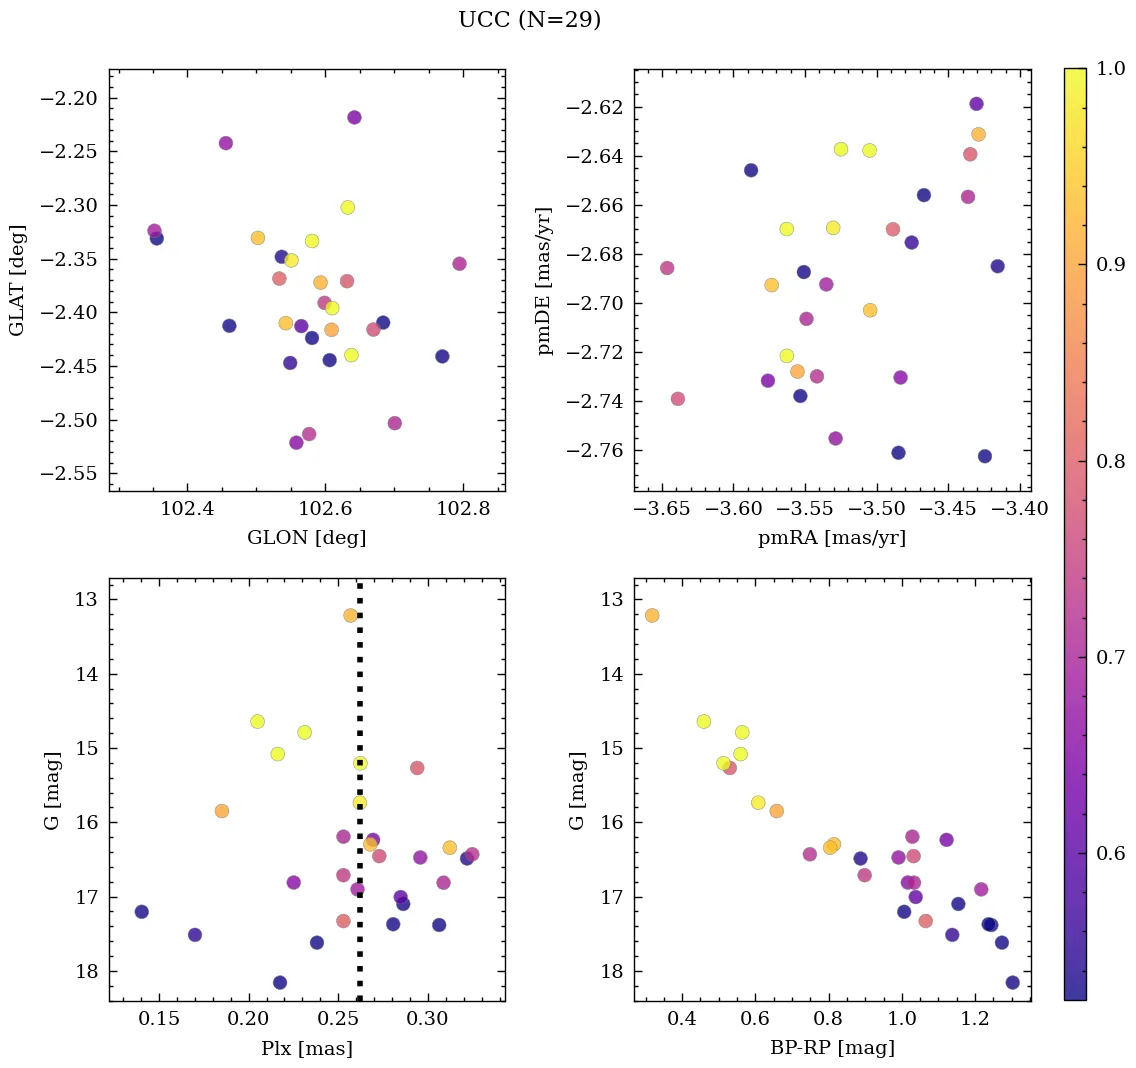 UCC (N=29)
−2.20
−2.25
−2.30
−2.35
−2.40
−2.45
−2.50
−2.55
GLAT [deg]
102.4 102.6 102.8
GLON [deg]
−2.62
−2.64
−2.66
−2.68
−2.70
−2.72
−2.74
−2.76
pmDE [mas/yr]
−3.65 −3.60 −3.55 −3.50 −3.45 −3.40
pmRA [mas/yr]
13
14
15
16
17
18
G [mag]
0.15 0.20 0.25 0.30
Plx [mas]
13
14
15
16
17
18
G [mag]
0.4 0.6 0.8 1.0 1.2
BP-RP [mag]
1.0
0.9
0.8
0.7
0.6